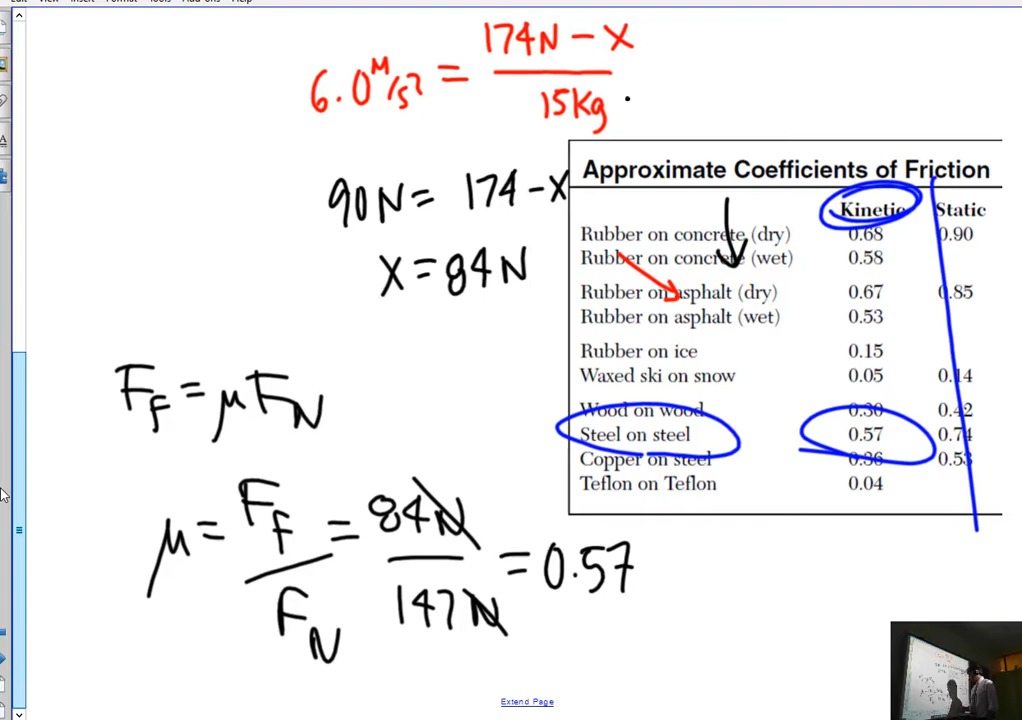 6.0 m/s² = 174N - X / 15Kg
90N = 174 - X
X = 84N
Approximate Coefficients of Friction
Kinetic Static
Rubber on concrete (dry) 0.68 0.90
Rubber on concrete (wet) 0.58
Rubber on asphalt (dry) 0.67 0.85
Rubber on asphalt (wet) 0.53
Rubber on ice 0.15
Waxed ski on snow 0.05 0.14
Wood on wood 0.30 0.42
Steel on steel 0.57 0.74
Copper on steel 0.36 0.53
Teflon on Teflon 0.04
Ff = μFN
μ = Ff / FN = 84N / 147N = 0.57
Extend Page